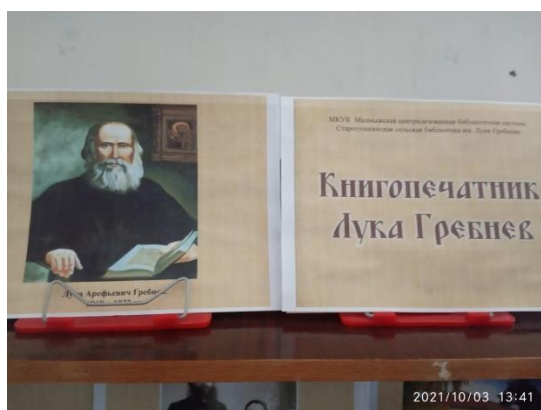 Лука Арефьевич Гребнев
МКУК Малмыжская централизованная библиотечная система
Старотушкинская сельская библиотека им. Луки Гребнева
Книгопечатник
Лука Гребнев
2021/10/03 13:41